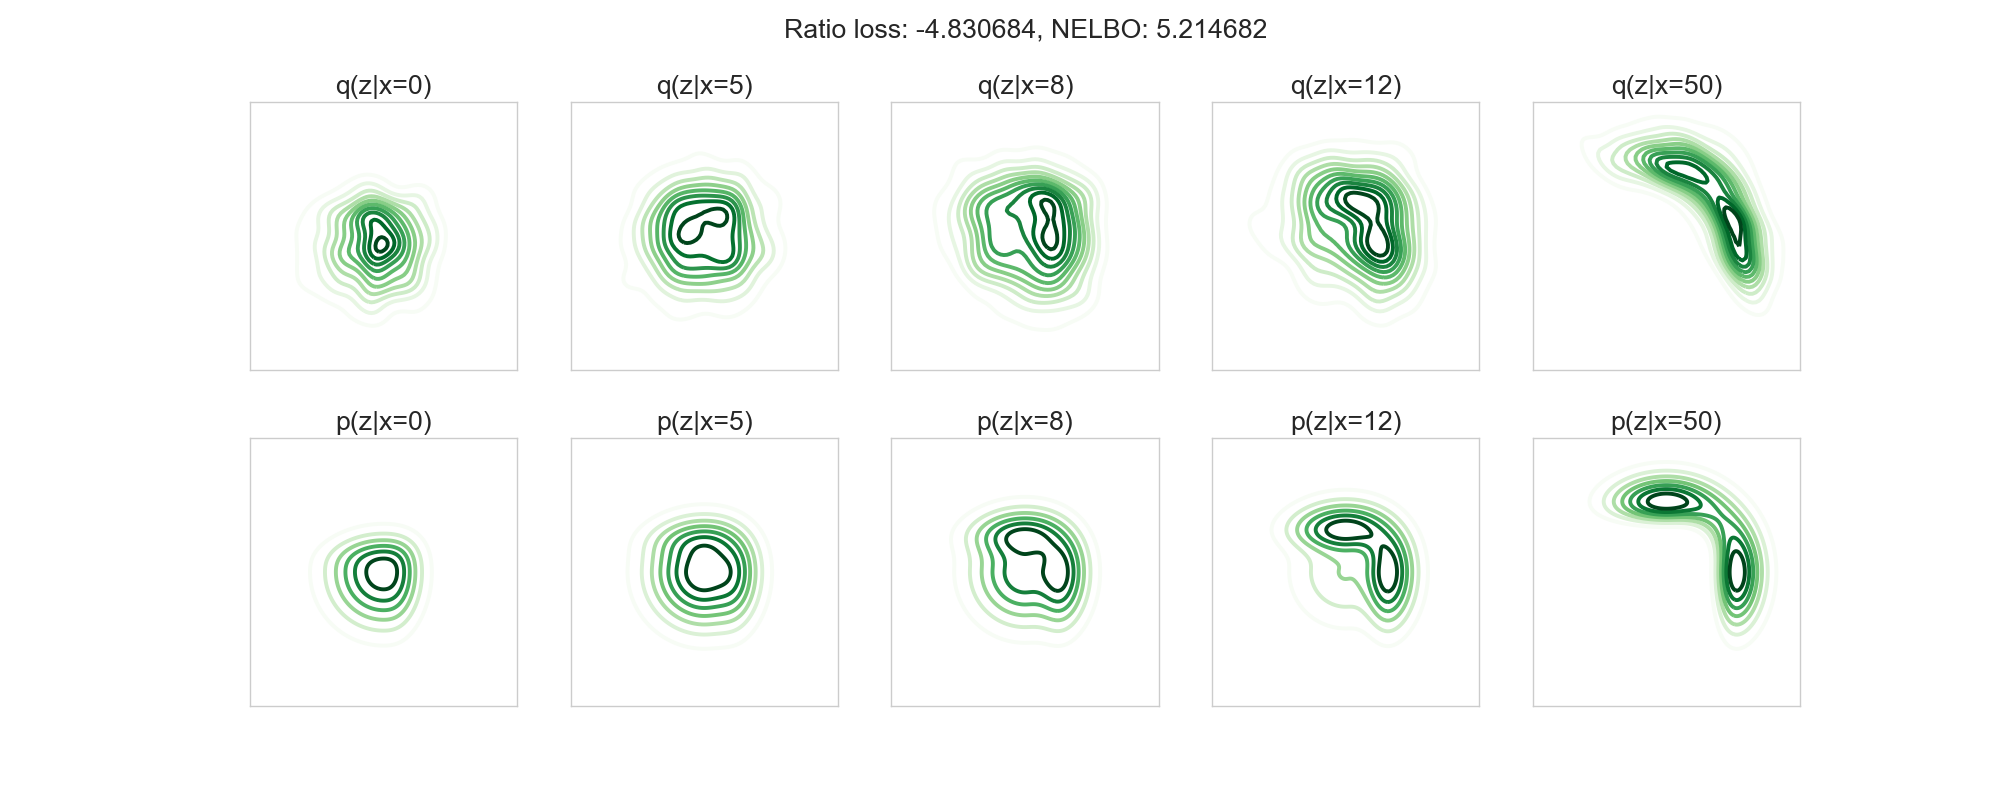 Ratio loss: -4.830684, NELBO: 5.214682
q(z|x=0) q(z|x=5) q(z|x=8) q(z|x=12) q(z|x=50)
p(z|x=0) p(z|x=5) p(z|x=8) p(z|x=12) p(z|x=50)